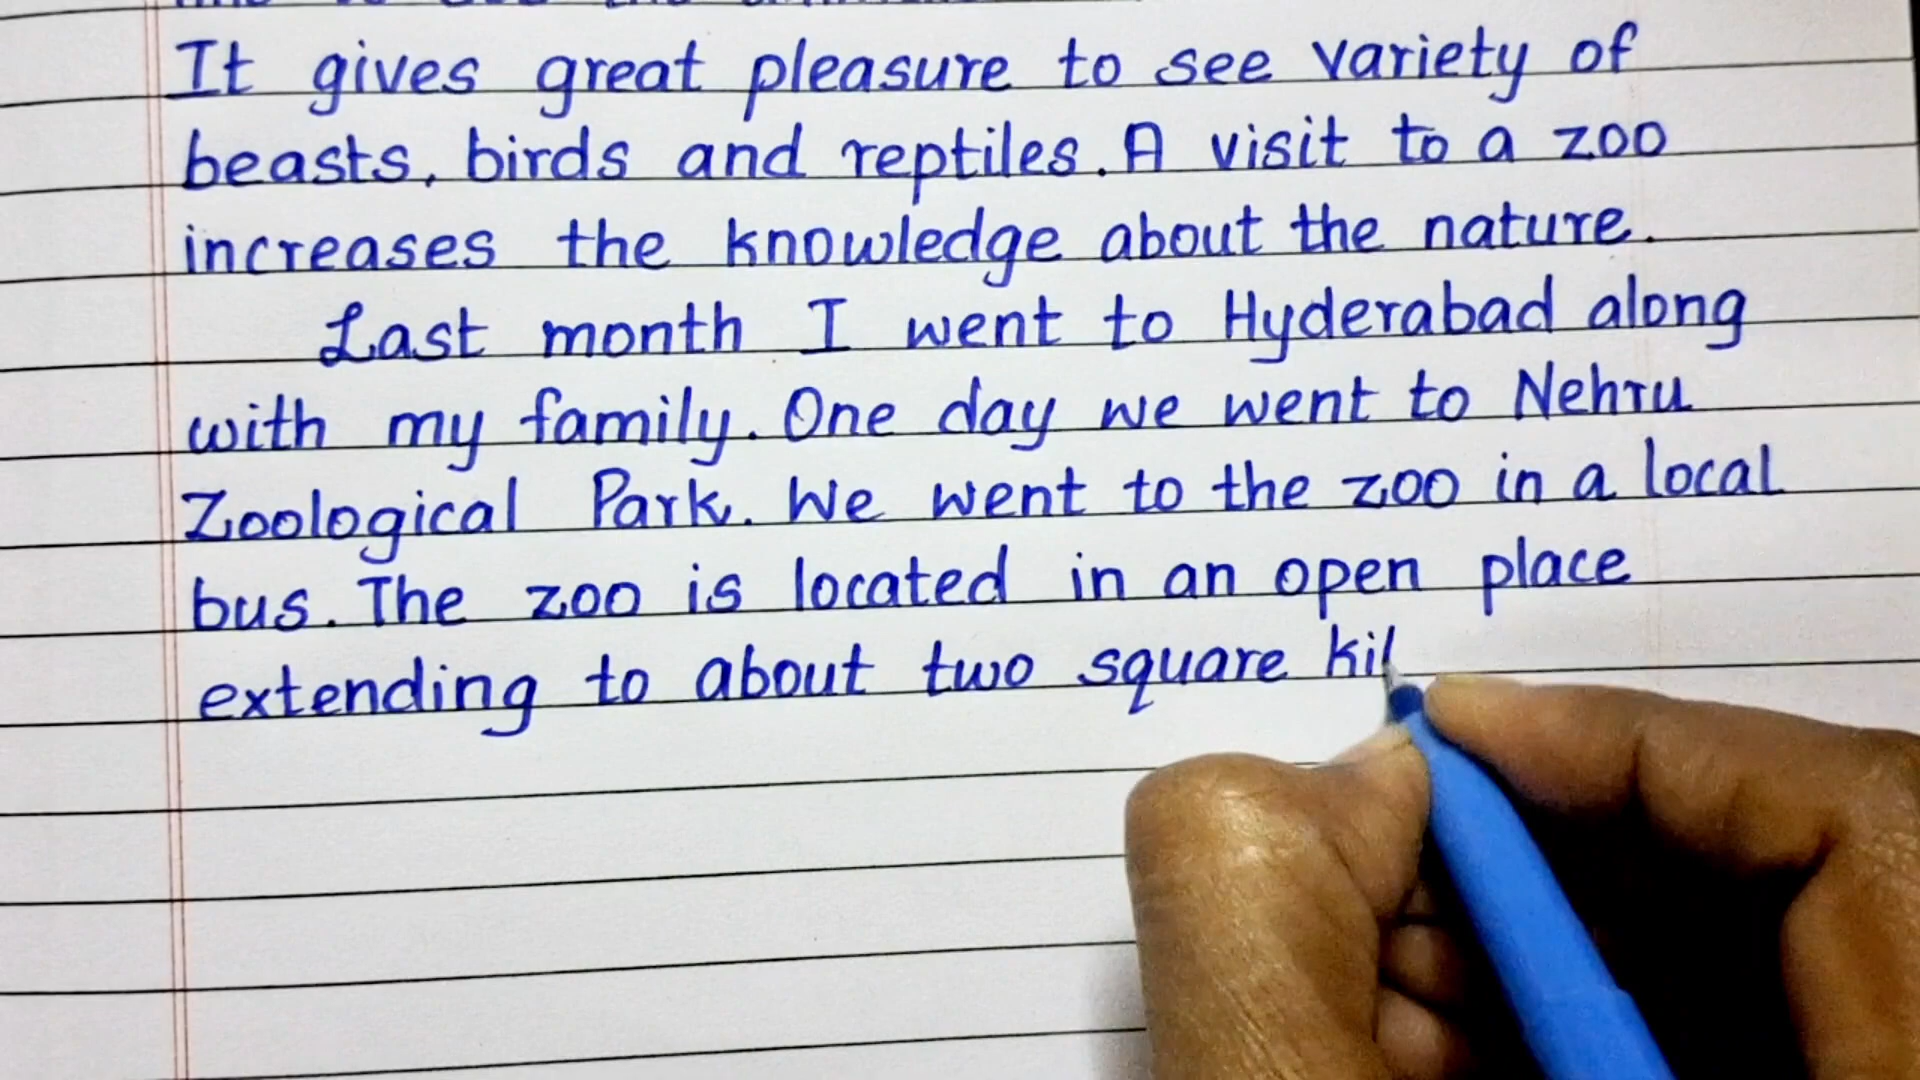 It gives great pleasure to see variety of
beasts, birds and reptiles. A visit to a zoo
increases the knowledge about the nature.
Last month I went to Hyderabad along
with my family. One day we went to Nehru
Zoological Park. We went to the zoo in a local
bus. The zoo is located in an open place
extending to about two square kil